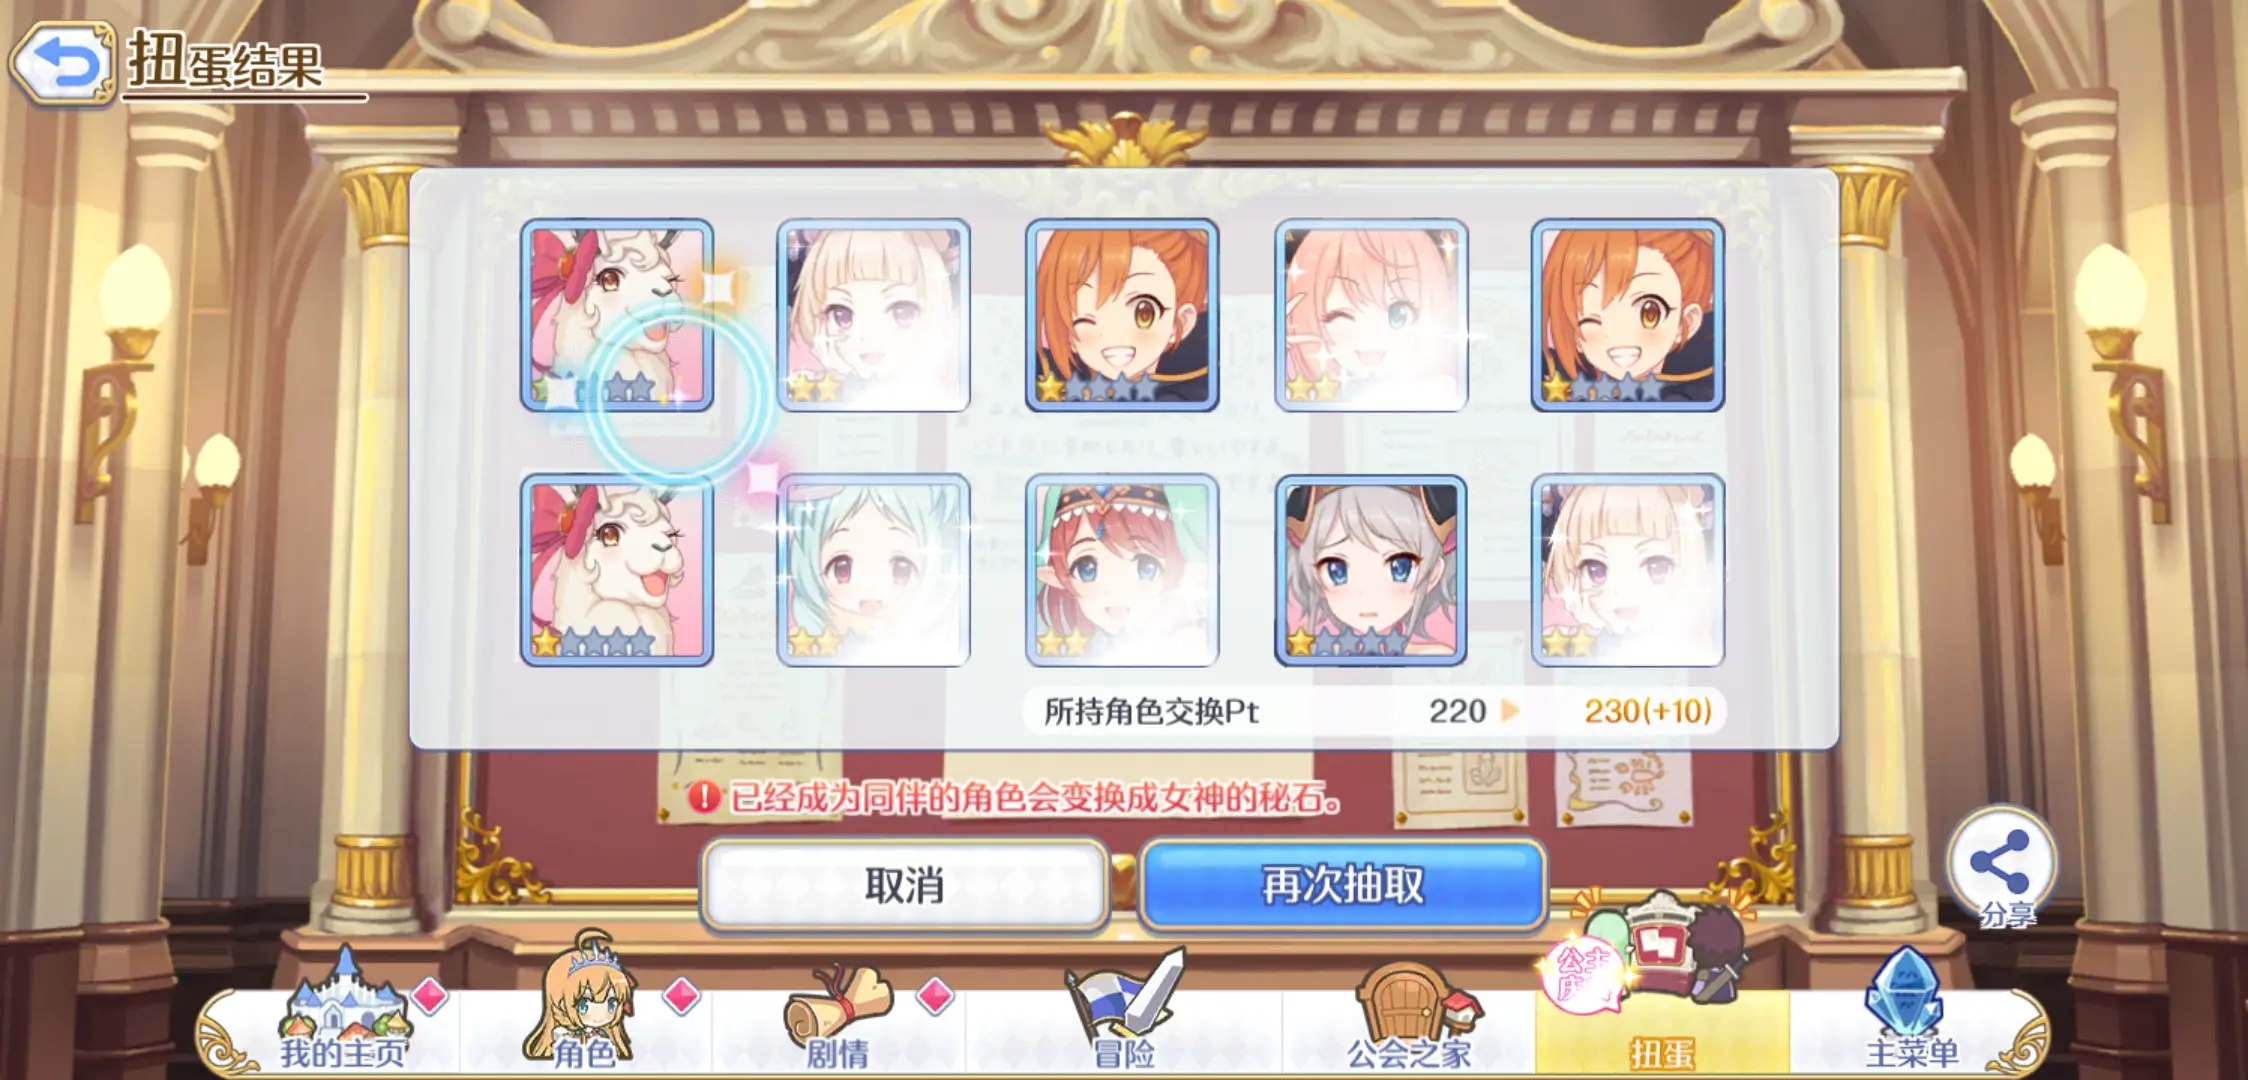 扭蛋结果
所持角色交换Pt 220 230(+10)
已经成为同伴的角色会变换成女神的秘石。
取消
再次抽取
分享
公主
庆
我的主页
角色
剧情
冒险
公会之家
扭蛋
主菜单